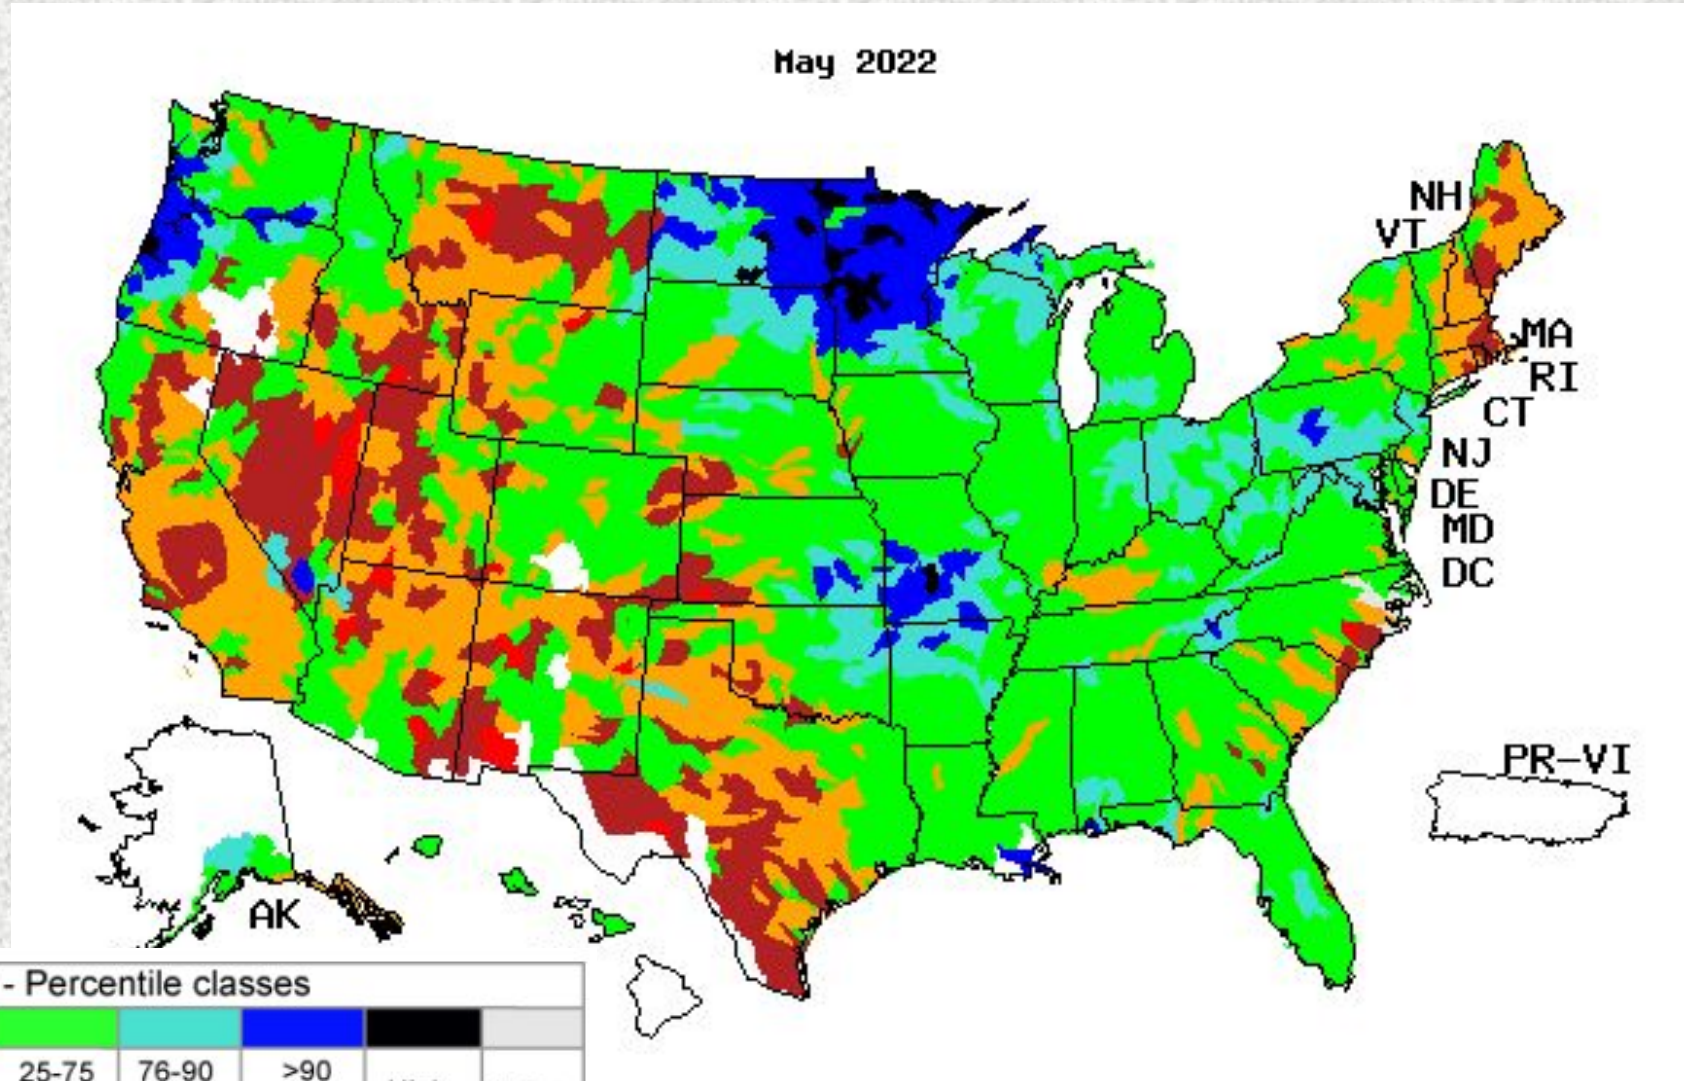 May 2022
NH
VT
MA
RI
CT
NJ
DE
MD
DC
PR-VI
AK
- Percentile classes
25-75 76-90 >90